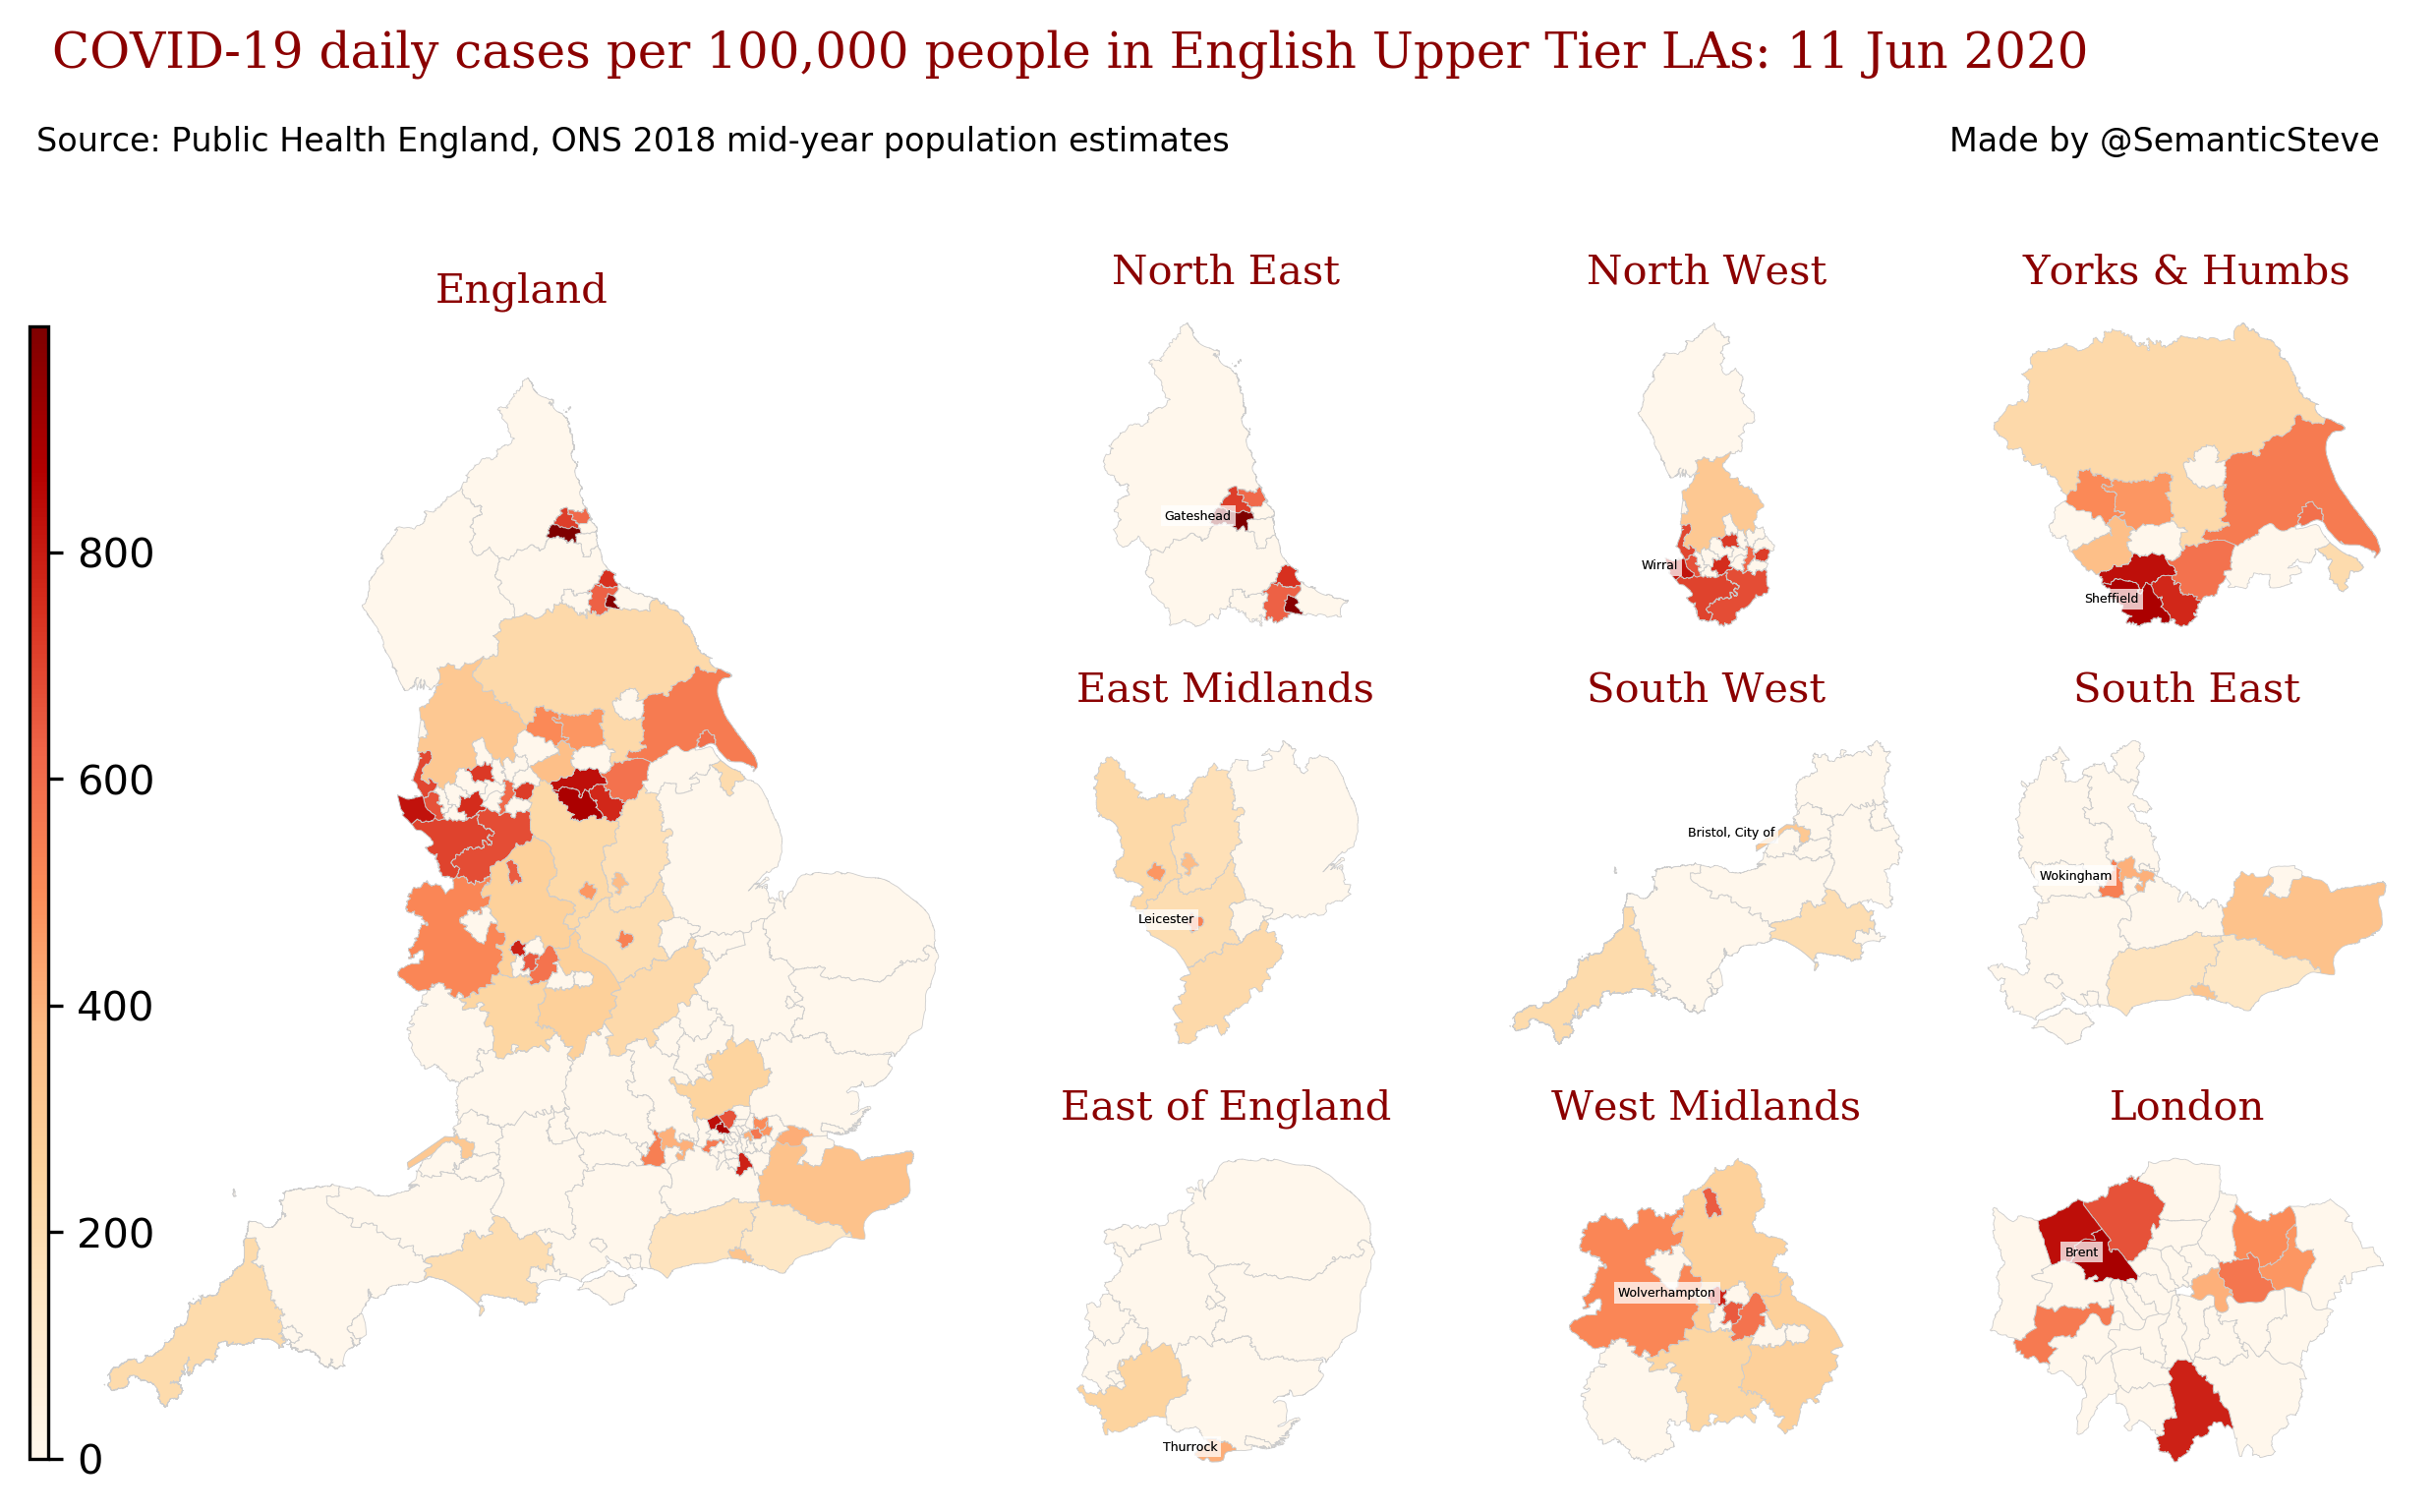 COVID-19 daily cases per 100,000 people in English Upper Tier LAs: 11 Jun 2020
Source: Public Health England, ONS 2018 mid-year population estimates
Made by @SemanticSteve
England
800
600
400
200
0
North East
Gateshead
North West
Wirral
Yorks & Humbs
Sheffield
East Midlands
Leicester
South West
Bristol, City of
South East
Wokingham
East of England
Thurrock
West Midlands
Wolverhampton
London
Brent